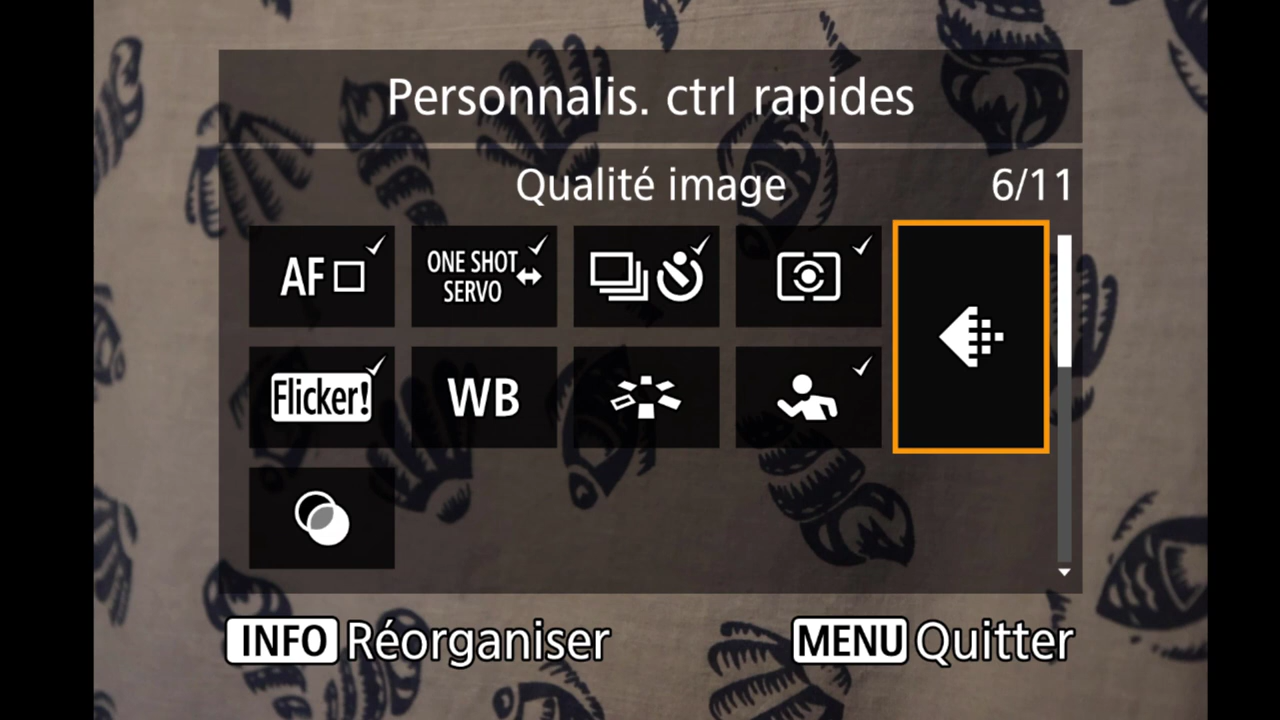 Personnalis. ctrl rapides
Qualité image 6/11
AF ONE SHOT
SERVO
Flicker! WB
INFO Réorganiser MENU Quitter